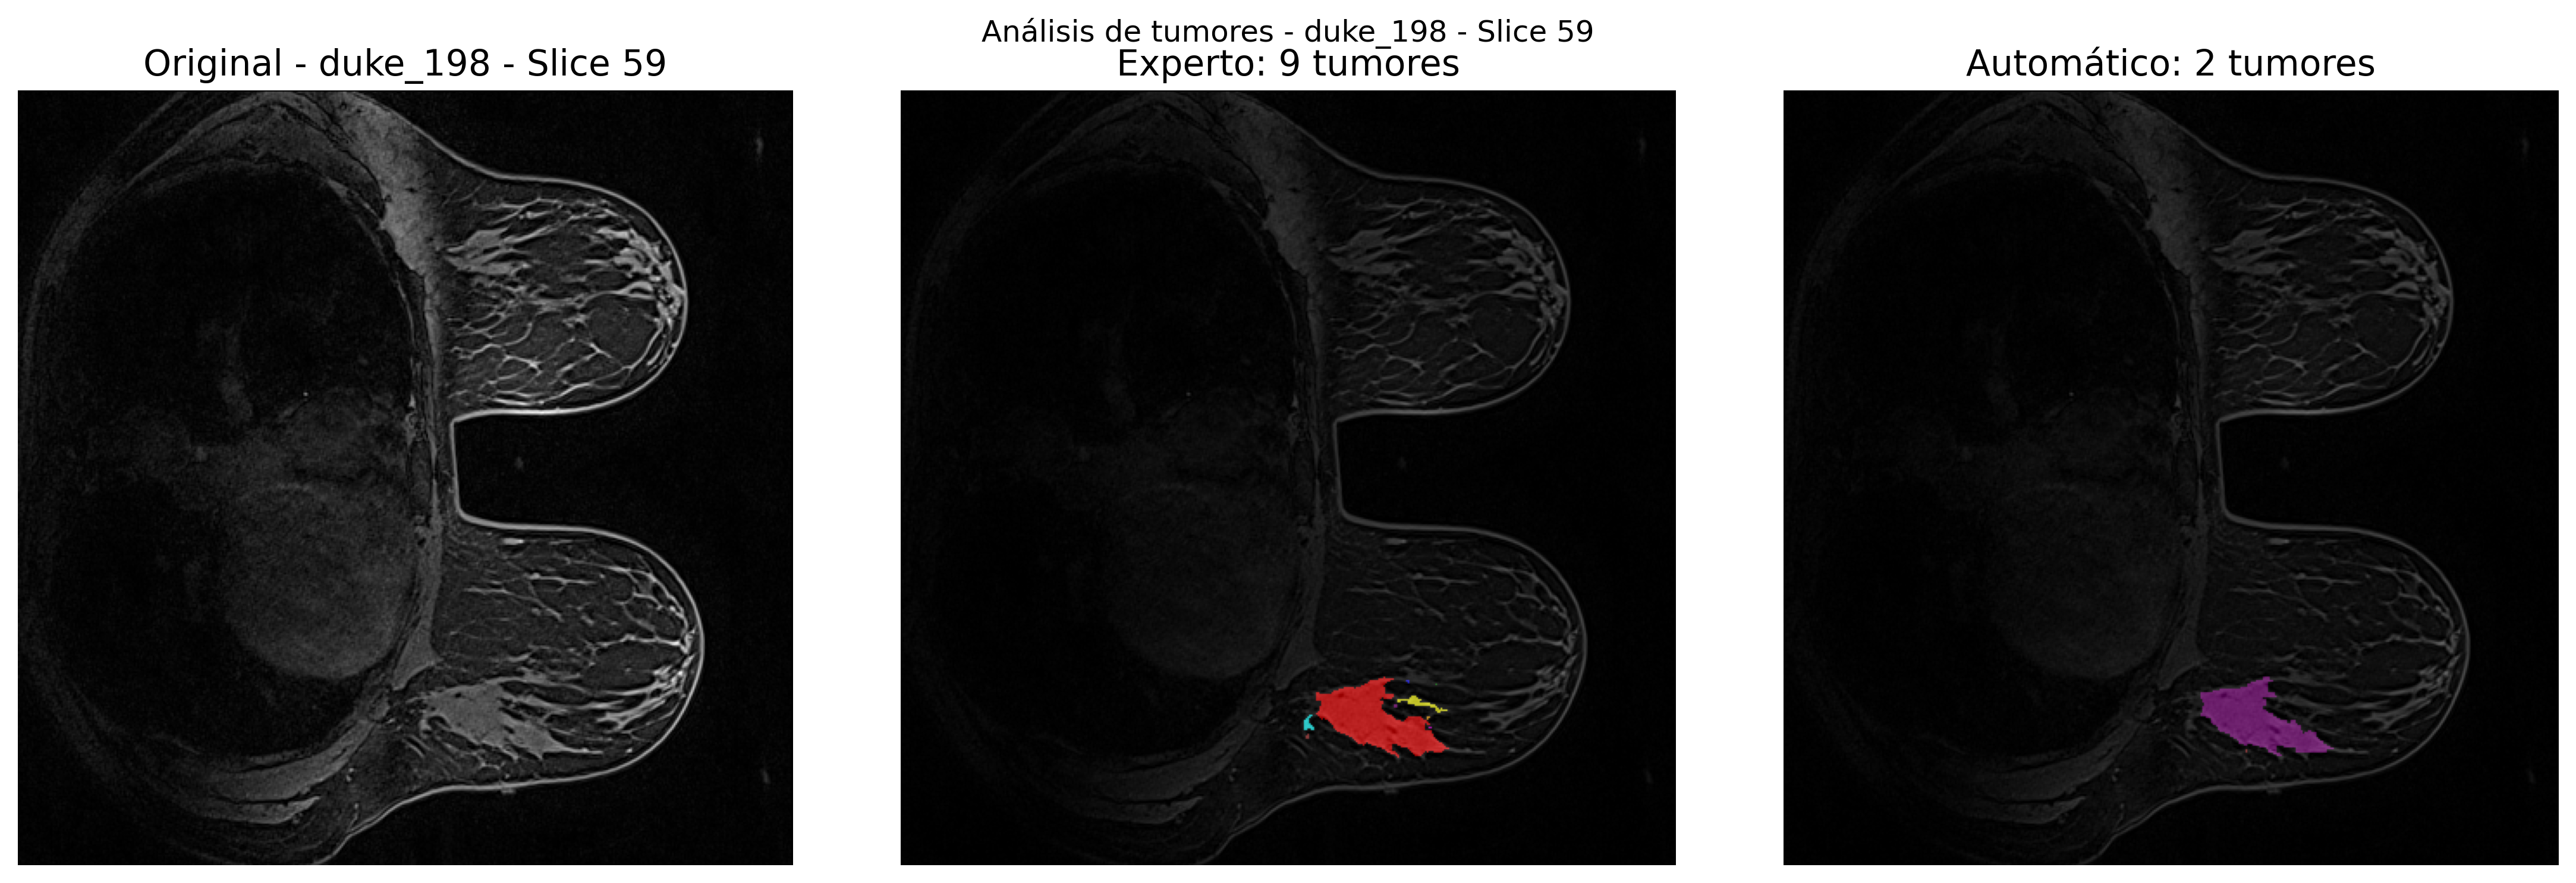 Análisis de tumores - duke_198 - Slice 59
Original - duke_198 - Slice 59
Experto: 9 tumores
Automático: 2 tumores